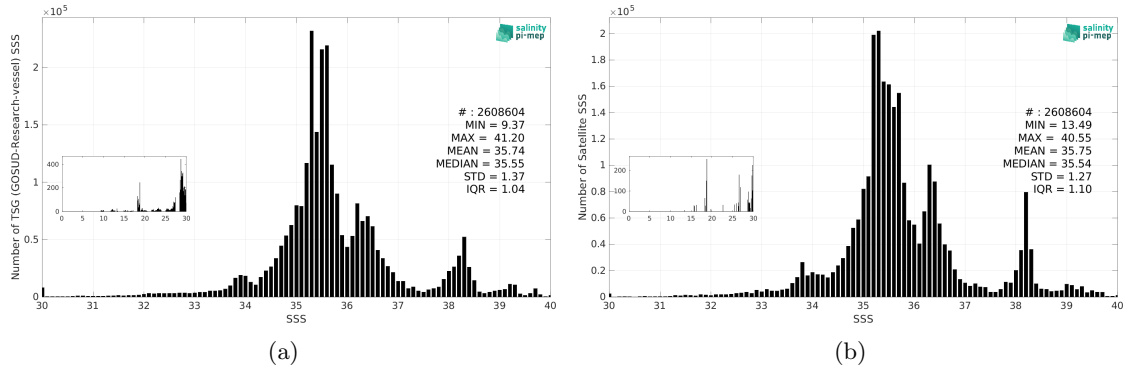 ×10^5
salinity
pi-mep
Number of TSG (GOSUD-Research-vessel) SSS
2
1.5
1
0.5
0
# : 2608604
MIN = 9.37
MAX = 41.20
MEAN = 35.74
MEDIAN = 35.55
STD = 1.37
IQR = 1.04
400
200
0
0 5 10 15 20 25 30
30 31 32 33 34 35 36 37 38 39 40
SSS
(a)
×10^5
salinity
pi-mep
Number of Satellite SSS
2
1.8
1.6
1.4
1.2
1
0.8
0.6
0.4
0.2
0
# : 2608604
MIN = 13.49
MAX = 40.55
MEAN = 35.75
MEDIAN = 35.54
STD = 1.27
IQR = 1.10
200
100
0
0 5 10 15 20 25 30
30 31 32 33 34 35 36 37 38 39 40
SSS
(b)